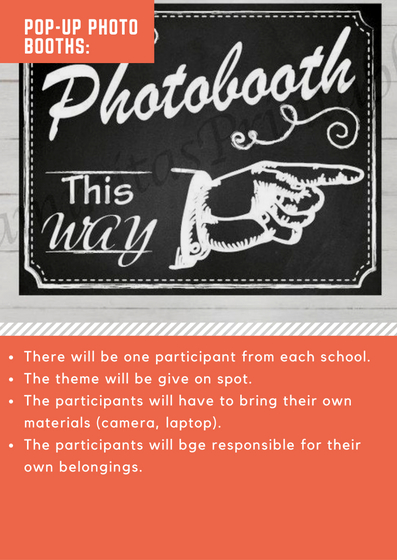 POP-UP PHOTO
BOOTHS:
Photobooth
This
way
There will be one participant from each school.
The theme will be give on spot.
The participants will have to bring their own
materials (camera, laptop).
The participants will bge responsible for their
own belongings.